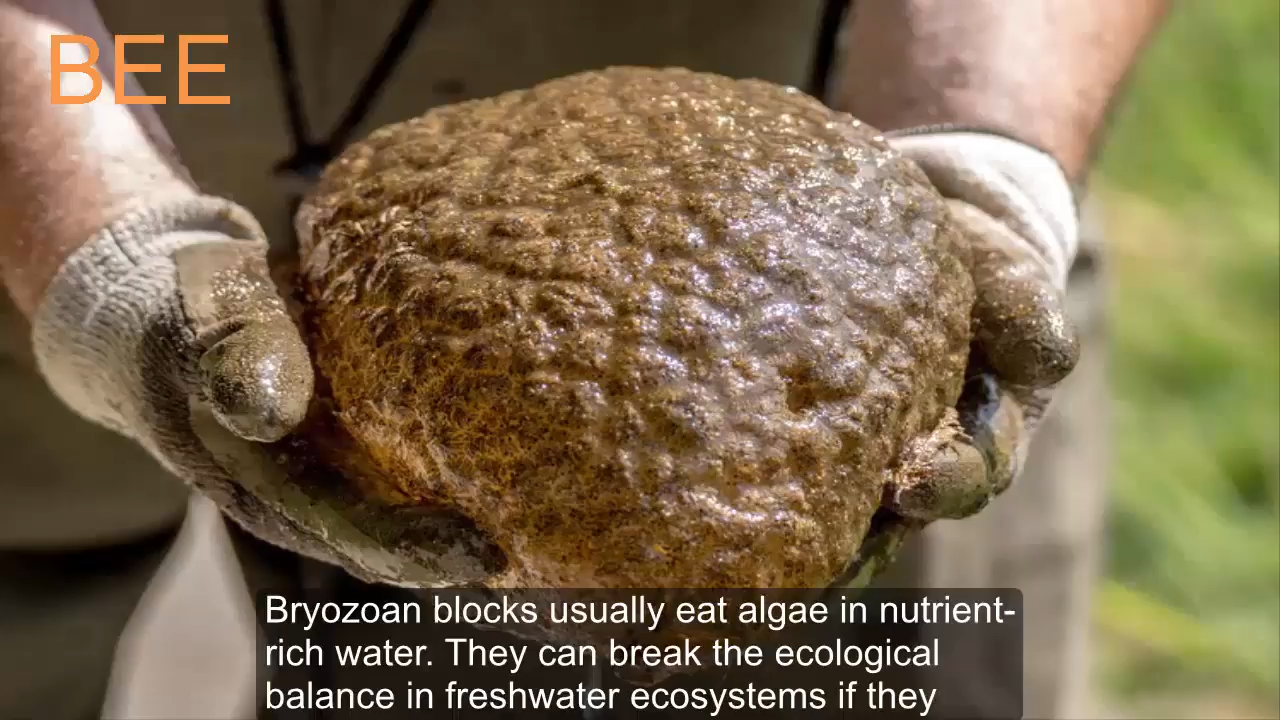 BEE
Bryozoan blocks usually eat algae in nutrient-
rich water. They can break the ecological
balance in freshwater ecosystems if they